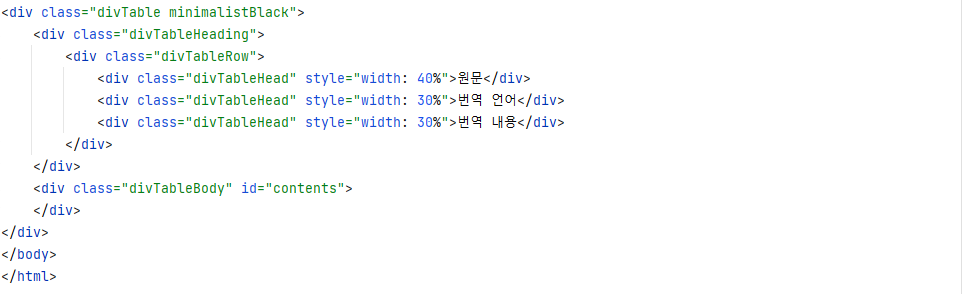 <div class="divTable minimalistBlack">
    <div class="divTableHeading">
        <div class="divTableRow">
            <div class="divTableHead" style="width: 40%">원문</div>
            <div class="divTableHead" style="width: 30%">번역 언어</div>
            <div class="divTableHead" style="width: 30%">번역 내용</div>
        </div>
    </div>
    <div class="divTableBody" id="contents">
    </div>
</div>
</body>
</html>